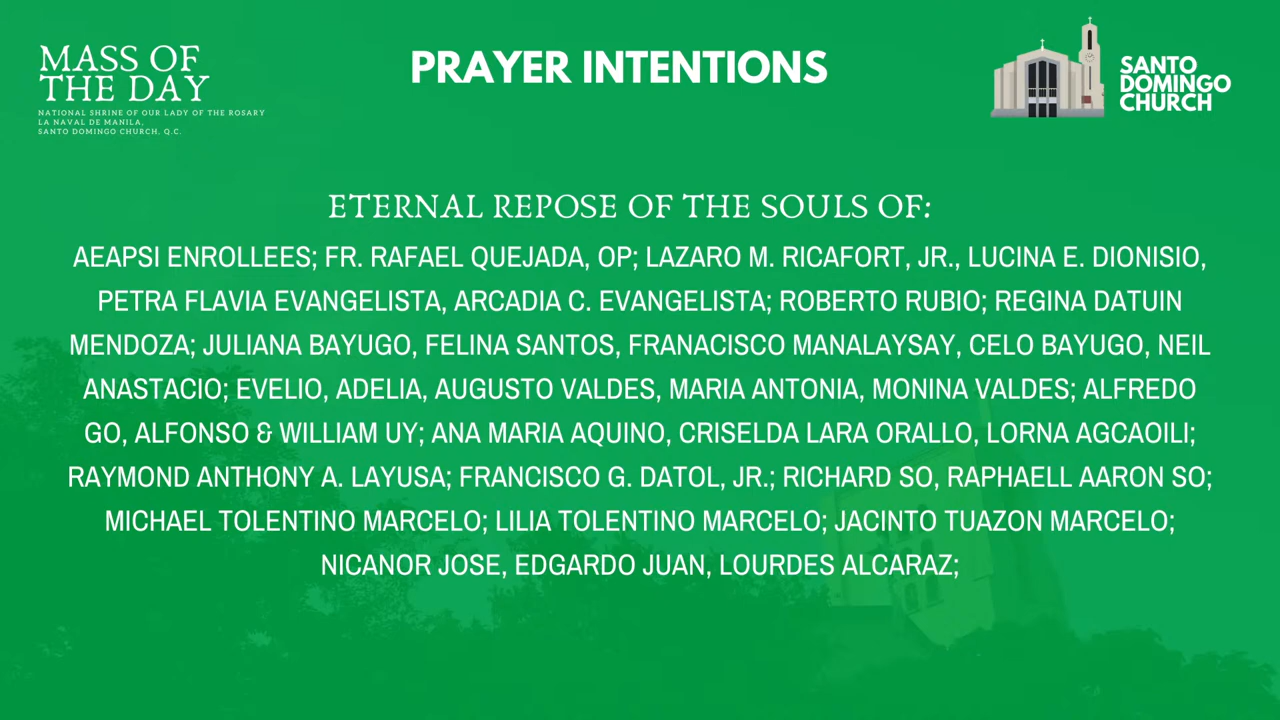 MASS OF
THE DAY
NATIONAL SHRINE OF OUR LADY OF THE ROSARY
LA NAVAL DE MANILA,
SANTO DOMINGO CHURCH, Q.C.
PRAYER INTENTIONS
SANTO
DOMINGO
CHURCH
ETERNAL REPOSE OF THE SOULS OF:
AEAPSI ENROLLEES; FR. RAFAEL QUEJADA, OP; LAZARO M. RICAFORT, JR., LUCINA E. DIONISIO,
PETRA FLAVIA EVANGELISTA, ARCADIA C. EVANGELISTA; ROBERTO RUBIO; REGINA DATUIN
MENDOZA; JULIANA BAYUGO, FELINA SANTOS, FRANACISCO MANALAYSAY, CELO BAYUGO, NEIL
ANASTACIO; EVELIO, ADELIA, AUGUSTO VALDES, MARIA ANTONIA, MONINA VALDES; ALFREDO
GO, ALFONSO & WILLIAM UY; ANA MARIA AQUINO, CRISELDA LARA ORALLO, LORNA AGCAOILI;
RAYMOND ANTHONY A. LAYUSA; FRANCISCO G. DATOL, JR.; RICHARD SO, RAPHAELL AARON SO;
MICHAEL TOLENTINO MARCELO; LILIA TOLENTINO MARCELO; JACINTO TUAZON MARCELO;
NICANOR JOSE, EDGARDO JUAN, LOURDES ALCARAZ;